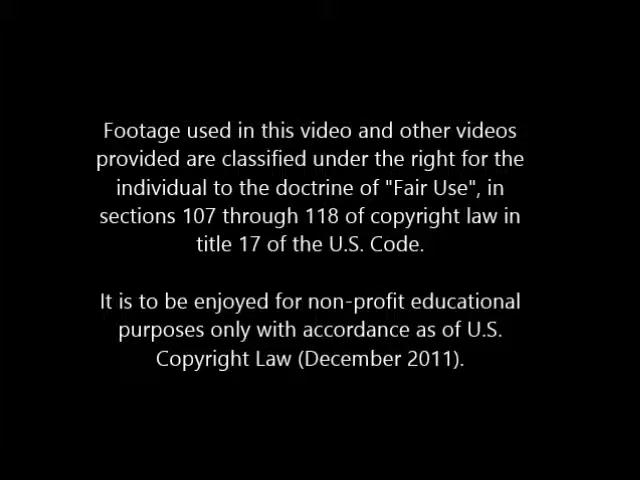 Footage used in this video and other videos
provided are classified under the right for the
individual to the doctrine of "Fair Use", in
sections 107 through 118 of copyright law in
title 17 of the U.S. Code.
It is to be enjoyed for non-profit educational
purposes only with accordance as of U.S.
Copyright Law (December 2011).